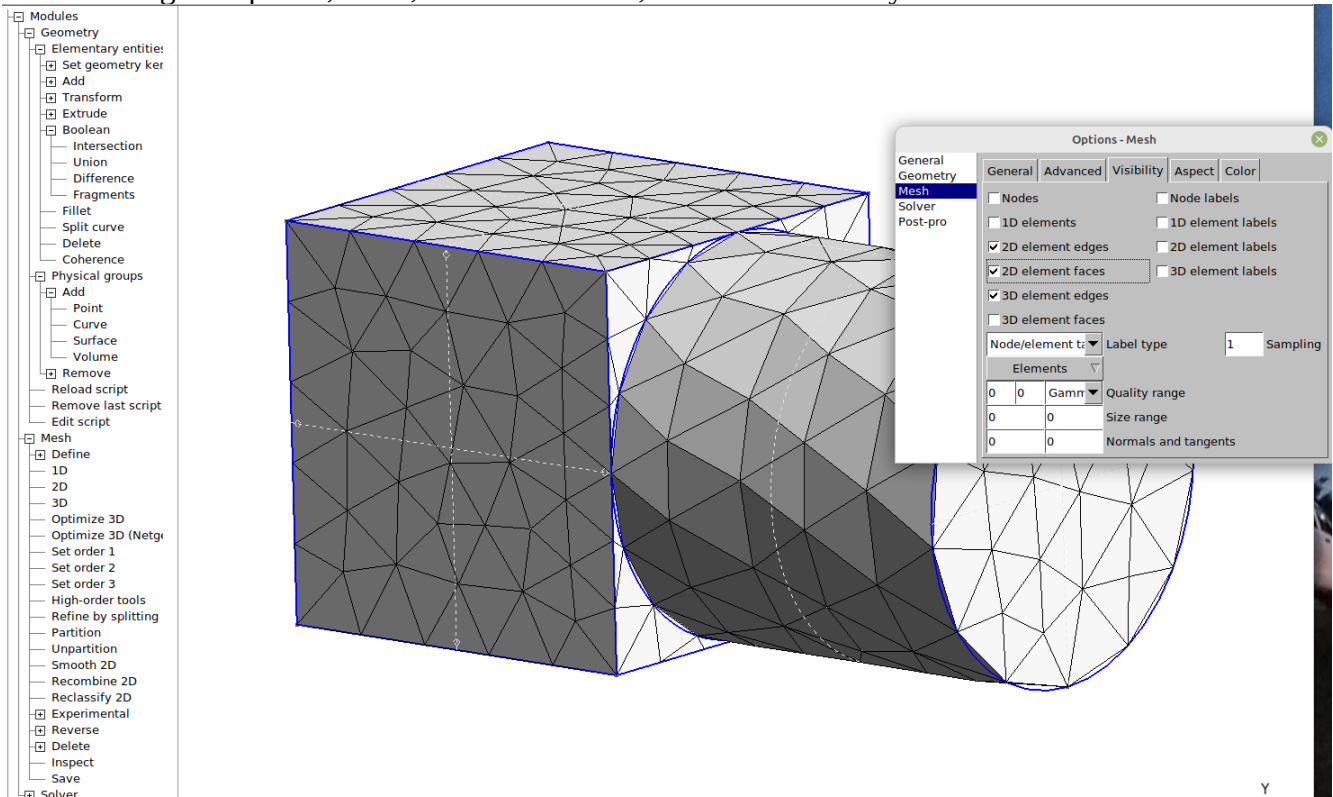 Modules
Geometry
Elementary entities
Set geometry ker
Add
Transform
Extrude
Boolean
Intersection
Union
Difference
Fragments
Fillet
Split curve
Delete
Coherence
Physical groups
Add
Point
Curve
Surface
Volume
Remove
Reload script
Remove last script
Edit script
Mesh
Define
1D
2D
3D
Optimize 3D
Optimize 3D (Netge
Set order 1
Set order 2
Set order 3
High-order tools
Refine by splitting
Partition
Unpartition
Smooth 2D
Recombine 2D
Reclassify 2D
Experimental
Reverse
Delete
Inspect
Save
Solver
Options - Mesh
General
Geometry
Mesh
Solver
Post-pro
General Advanced Visibility Aspect Color
Nodes Node labels
1D elements 1D element labels
2D element edges 2D element labels
2D element faces 3D element labels
3D element edges
3D element faces
Node/element ta Label type 1 Sampling
Elements
0 0 Gamm Quality range
0 0 Size range
0 0 Normals and tangents
Y